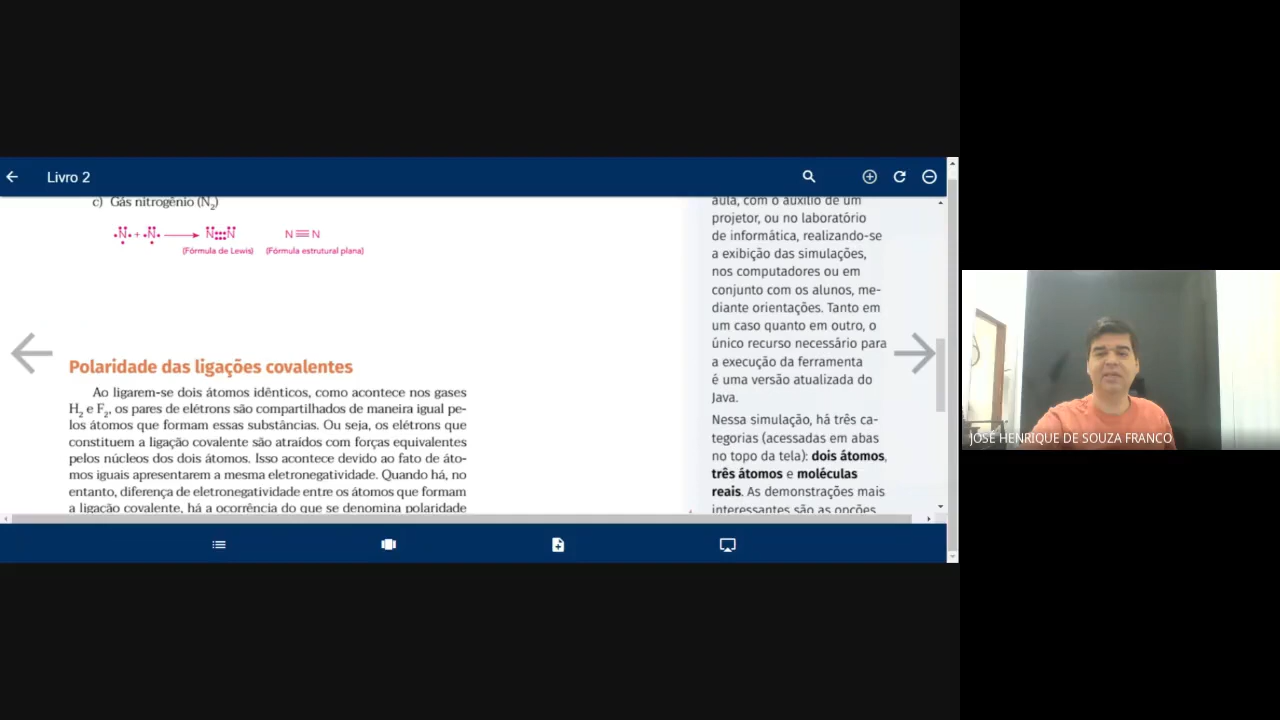 Livro 2
c) Gás nitrogênio (N2)
N + N → N N N ≡ N
(Fórmula de Lewis) (Fórmula estrutural plana)
Polaridade das ligações covalentes
Ao ligarem-se dois átomos idênticos, como acontece nos gases
H2 e F2, os pares de elétrons são compartilhados de maneira igual pe-
los átomos que formam essas substâncias. Ou seja, os elétrons que
constituem a ligação covalente são atraídos com forças equivalentes
pelos núcleos dos dois átomos. Isso acontece devido ao fato de áto-
mos iguais apresentarem a mesma eletronegatividade. Quando há, no
entanto, diferença de eletronegatividade entre os átomos que formam
a ligação covalente, há a ocorrência do que se denomina polaridade
aula, com o auxílio de um
projetor, ou no laboratório
de informática, realizando-se
a exibição das simulações,
nos computadores ou em
conjunto com os alunos, me-
diante orientações. Tanto em
um caso quanto em outro, o
único recurso necessário para
a execução da ferramenta
é uma versão atualizada do
Java.
Nessa simulação, há três ca-
tegorias (acessadas em abas
no topo da tela): dois átomos,
três átomos e moléculas
reais. As demonstrações mais
interessantes são as opções
JOSÉ HENRIQUE DE SOUZA FRANCO